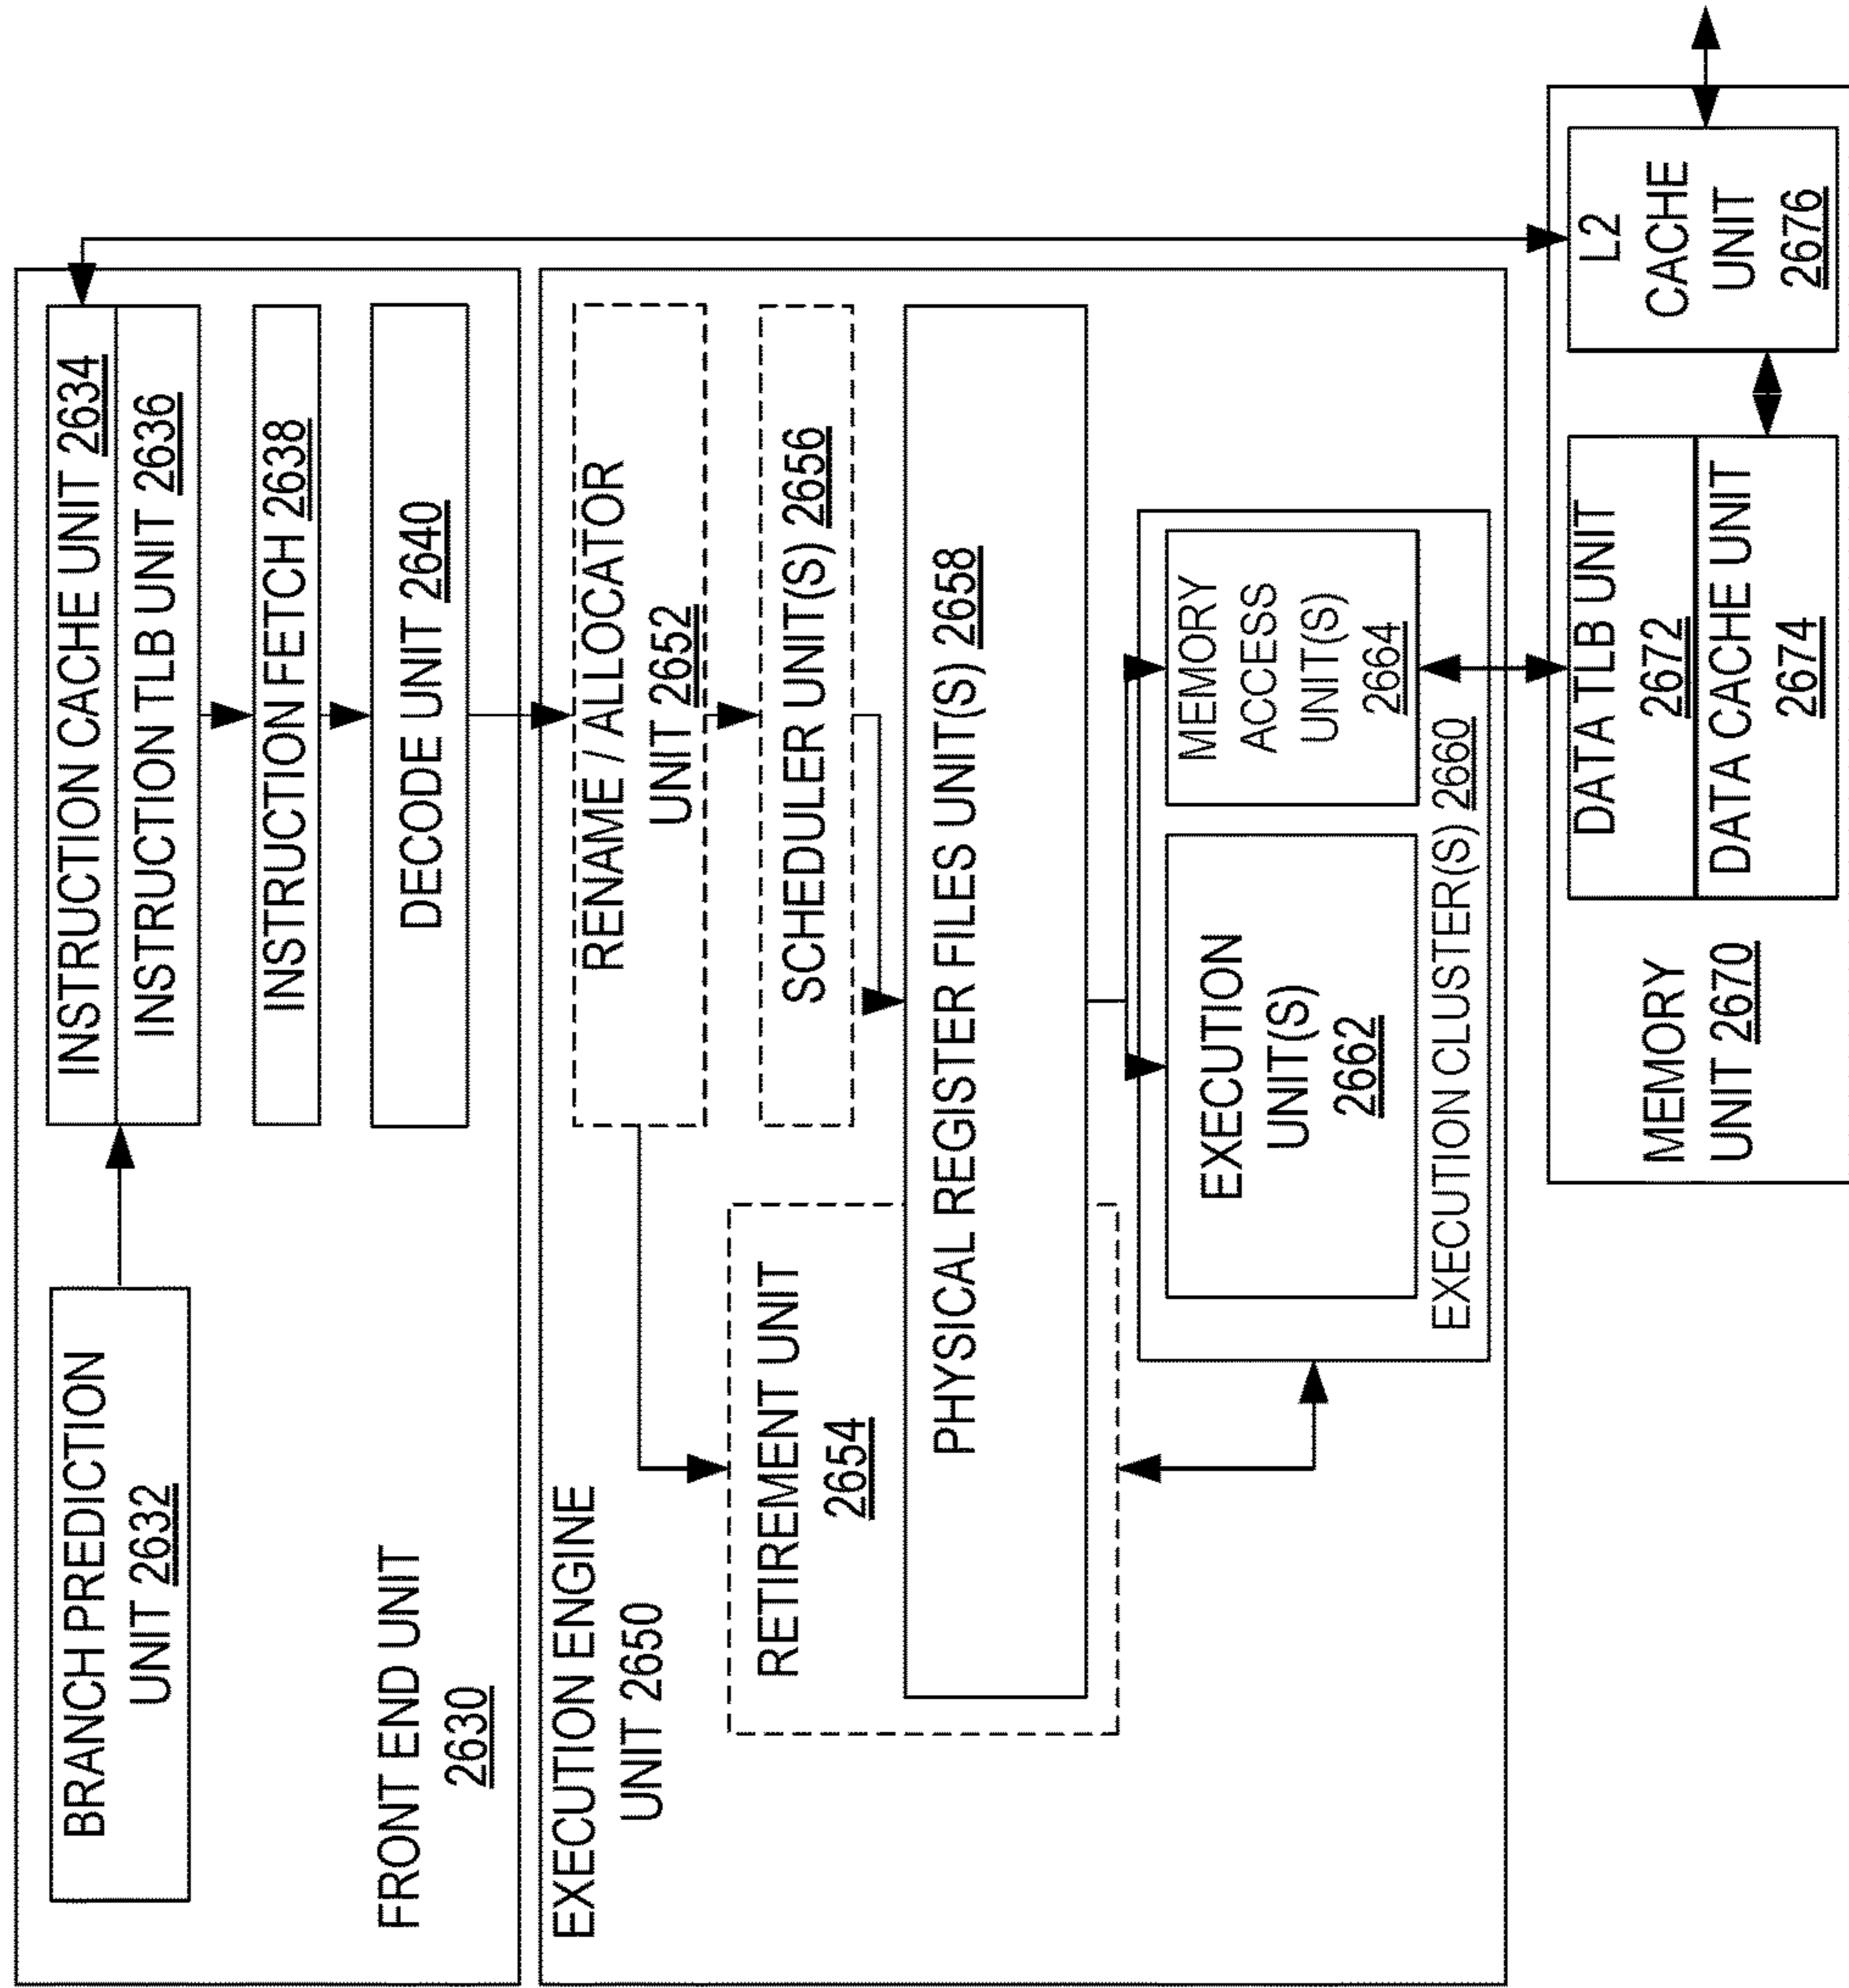 BRANCH PREDICTION
UNIT 2632
INSTRUCTION CACHE UNIT 2634
INSTRUCTION TLB UNIT 2636
INSTRUCTION FETCH 2638
DECODE UNIT 2640
FRONT END UNIT
2630
EXECUTION ENGINE
UNIT 2650
RENAME / ALLOCATOR
UNIT 2652
SCHEDULER UNIT(S) 2656
RETIREMENT UNIT
2654
PHYSICAL REGISTER FILES UNIT(S) 2658
EXECUTION
UNIT(S)
2662
MEMORY
ACCESS
UNIT(S)
2664
EXECUTION CLUSTER(S) 2660
MEMORY
UNIT 2670
DATA TLB UNIT
2672
DATA CACHE UNIT
2674
L2
CACHE
UNIT
2676